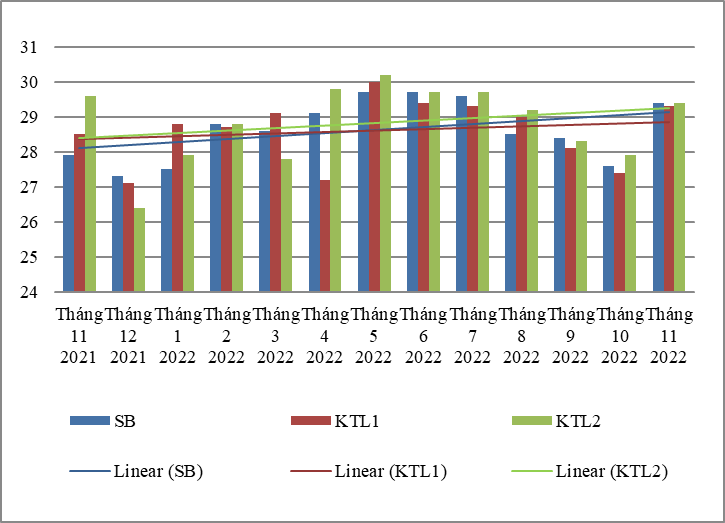 31
30
29
28
27
26
25
24
Tháng Tháng Tháng Tháng Tháng Tháng Tháng Tháng Tháng Tháng Tháng Tháng Tháng
11 12 1 2 3 4 5 6 7 8 9 10 11
2021 2021 2022 2022 2022 2022 2022 2022 2022 2022 2022 2022 2022
SB KTL1 KTL2
Linear (SB) Linear (KTL1) Linear (KTL2)